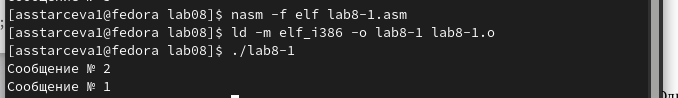 [asstarceva1@fedora lab08]$ nasm -f elf lab8-1.asm
[asstarceva1@fedora lab08]$ ld -m elf_i386 -o lab8-1 lab8-1.o
[asstarceva1@fedora lab08]$ ./lab8-1
Сообщение № 2
Сообщение № 1